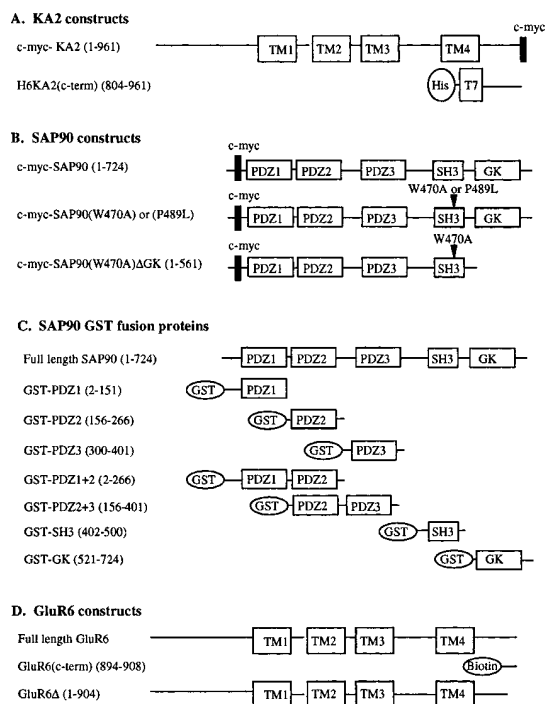 A. KA2 constructs
c-myc
c-myc- KA2 (1-961) TM1 TM2 TM3 TM4
H6KA2(c-term) (804-961) His T7
B. SAP90 constructs
c-myc
c-myc-SAP90 (1-724) PDZ1 PDZ2 PDZ3 SH3 GK
c-myc W470A or P489L
c-myc-SAP90(W470A) or (P489L) PDZ1 PDZ2 PDZ3 SH3 GK
c-myc W470A
c-myc-SAP90(W470A)ΔGK (1-561) PDZ1 PDZ2 PDZ3 SH3
C. SAP90 GST fusion proteins
Full length SAP90 (1-724) PDZ1 PDZ2 PDZ3 SH3 GK
GST-PDZ1 (2-151) GST PDZ1
GST-PDZ2 (156-266) GST PDZ2
GST-PDZ3 (300-401) GST PDZ3
GST-PDZ1+2 (2-266) GST PDZ1 PDZ2
GST-PDZ2+3 (156-401) GST PDZ2 PDZ3
GST-SH3 (402-500) GST SH3
GST-GK (521-724) GST GK
D. GluR6 constructs
Full length GluR6 TM1 TM2 TM3 TM4
GluR6(c-term) (894-908) Biotin
GluR6Δ (1-904) TM1 TM2 TM3 TM4